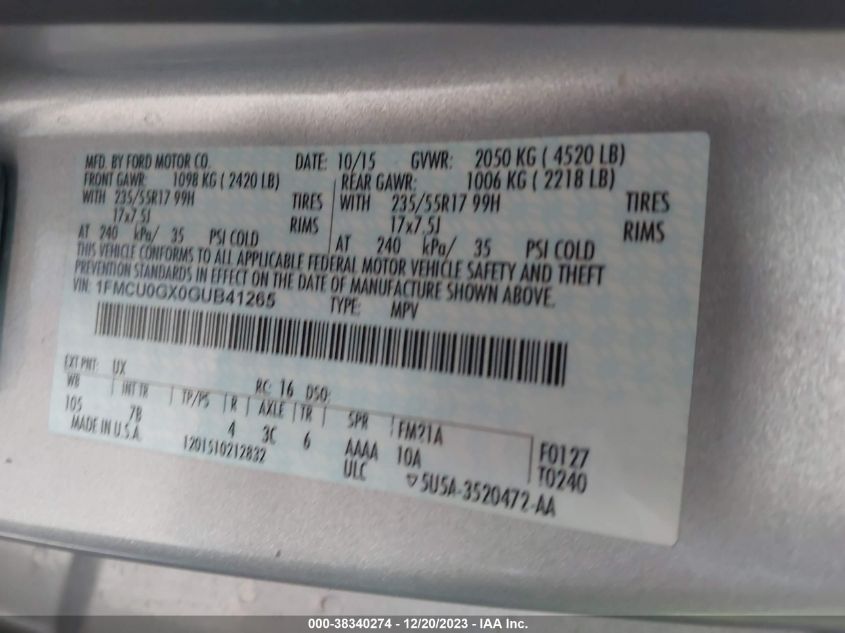 MFD. BY FORD MOTOR CO. DATE: 10/15 GVWR: 2050 KG ( 4520 LB)
FRONT GAWR: 1098 KG ( 2420 LB) REAR GAWR: 1006 KG ( 2218 LB)
WITH 235/55R17 99H TIRES WITH 235/55R17 99H TIRES
17x7.5J RIMS 17x7.5J RIMS
AT 240 kPa/ 35 PSI COLD AT 240 kPa/ 35 PSI COLD
THIS VEHICLE CONFORMS TO ALL APPLICABLE FEDERAL MOTOR VEHICLE SAFETY AND THEFT
PREVENTION STANDARDS IN EFFECT ON THE DATE OF MANUFACTURE SHOWN ABOVE.
VIN: 1FMCU0GX0GUB41265 TYPE: MPV
EXT PNT: UX RC: 16 DSO:
WB INT TR TP/PS R AXLE TR SPR FM21A
105 7B 4 3C 6 AAAA 10A F0127
MADE IN U.S.A. 1201510212832 ULC T0240
5U5A-3520472-AA
000-38340274 - 12/20/2023 - IAA Inc.